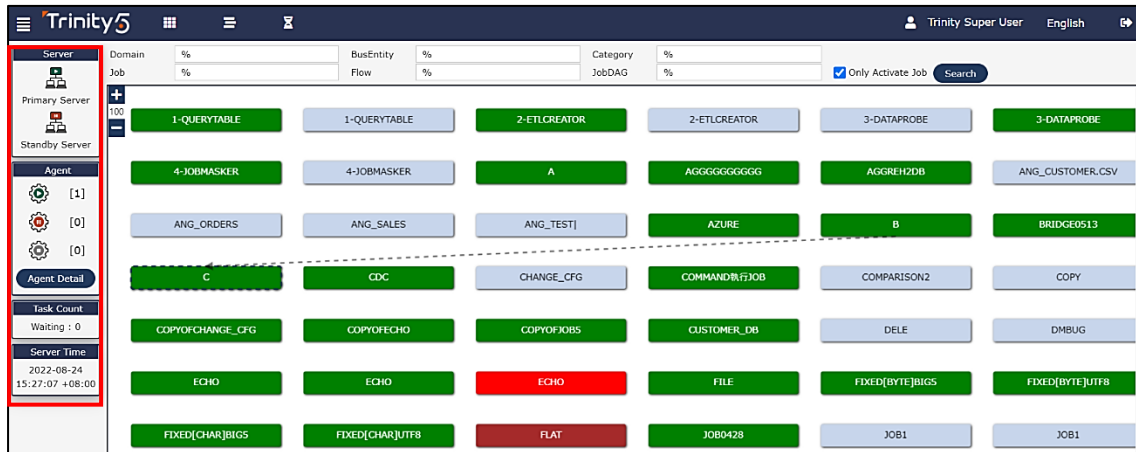 Trinity5
Trinity Super User English
Server
Primary Server
Standby Server
Agent
[1]
[0]
[0]
Agent Detail
Task Count
Waiting : 0
Server Time
2022-08-24
15:27:07 +08:00
Domain % BusEntity % Category %
Job % Flow % JobDAG % Only Activate Job Search
100
1-QUERYTABLE 1-QUERYTABLE 2-ETLCREATOR 2-ETLCREATOR 3-DATAPROBE 3-DATAPROBE
4-JOBMASKER 4-JOBMASKER A AGGGGGGGGGG AGGREH2DB ANG_CUSTOMER.CSV
ANG_ORDERS ANG_SALES ANG_TEST| AZURE B BRIDGE0513
C CDC CHANGE_CFG COMMAND執行JOB COMPARISON2 COPY
COPYOFCHANGE_CFG COPYOFECHO COPYOFJOB5 CUSTOMER_DB DELE DMBUG
ECHO ECHO ECHO FILE FIXED[BYTE]BIG5 FIXED[BYTE]UTF8
FIXED[CHAR]BIG5 FIXED[CHAR]UTF8 FLAT JOB0428 JOB1 JOB1